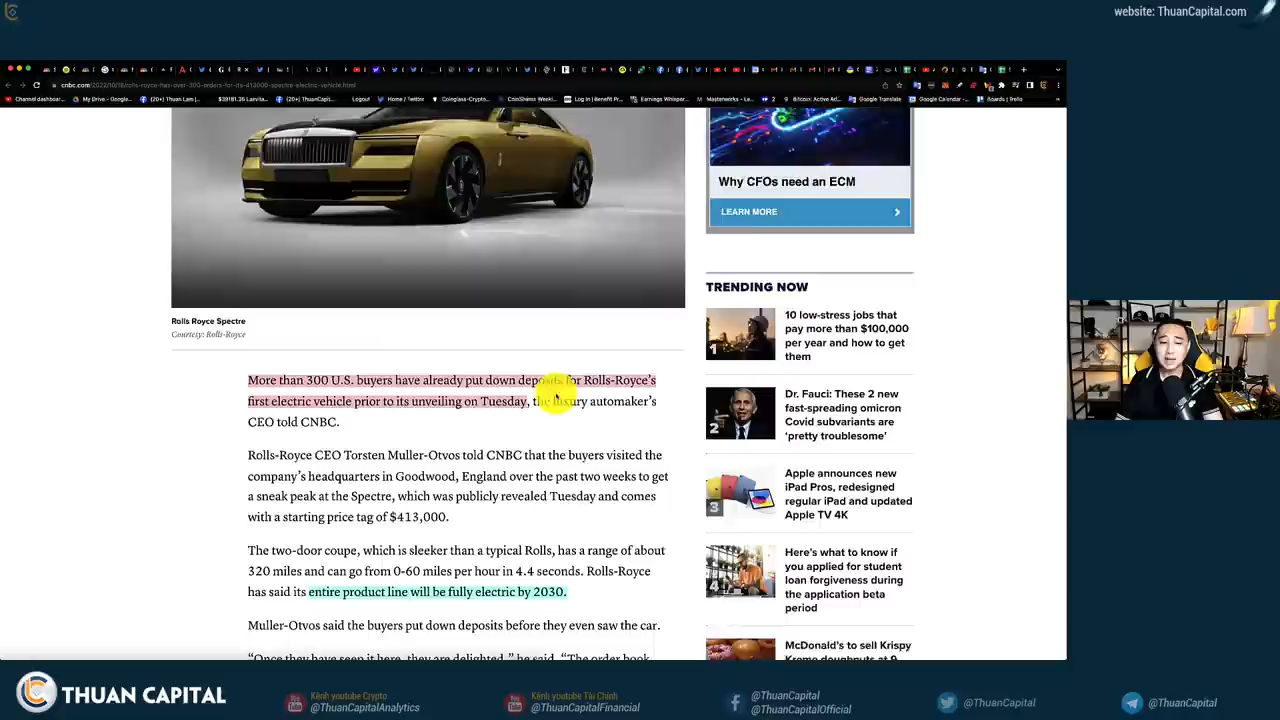 website: ThuanCapital.com
cnbc.com/2022/10/18/rolls-royce-has-over-300-orders-for-its-413000-spectre-electric-vehicle.html
Why CFOs need an ECM
LEARN MORE
Rolls Royce Spectre
Courtesy: Rolls-Royce
More than 300 U.S. buyers have already put down deposits for Rolls-Royce's
first electric vehicle prior to its unveiling on Tuesday, the luxury automaker's
CEO told CNBC.
Rolls-Royce CEO Torsten Muller-Otvos told CNBC that the buyers visited the
company's headquarters in Goodwood, England over the past two weeks to get
a sneak peak at the Spectre, which was publicly revealed Tuesday and comes
with a starting price tag of $413,000.
The two-door coupe, which is sleeker than a typical Rolls, has a range of about
320 miles and can go from 0-60 miles per hour in 4.4 seconds. Rolls-Royce
has said its entire product line will be fully electric by 2030.
Muller-Otvos said the buyers put down deposits before they even saw the car.
"Once they have seen it here, they are delighted," he said. "The order book
TRENDING NOW
1
10 low-stress jobs that
pay more than $100,000
per year and how to get
them
2
Dr. Fauci: These 2 new
fast-spreading omicron
Covid subvariants are
'pretty troublesome'
3
Apple announces new
iPad Pros, redesigned
regular iPad and updated
Apple TV 4K
4
Here's what to know if
you applied for student
loan forgiveness during
the application beta
period
McDonald's to sell Krispy
Kreme doughnuts at 9
THUAN CAPITAL
Kênh youtube Crypto
@ThuanCapitalAnalytics
Kênh youtube Tài Chính
@ThuanCapitalFinancial
@ThuanCapital
@ThuanCapitalOfficial
@ThuanCapital
@ThuanCapital